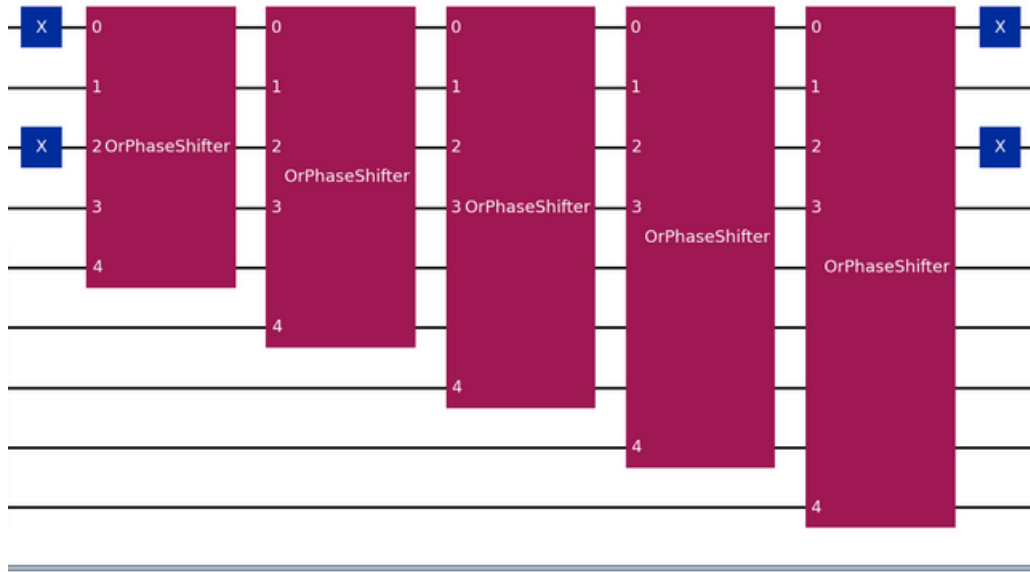 X 0 0 0 0 0 X
1 1 1 1 1
X 2 OrPhaseShifter 2 2 2 2 X
OrPhaseShifter
3 3 3 OrPhaseShifter 3 3
OrPhaseShifter
4 OrPhaseShifter
4
4
4
4